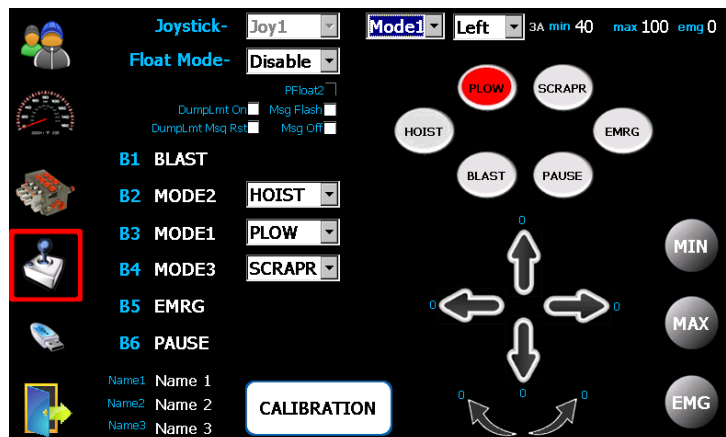 Joystick- Joy1 Mode1 Left 3A min 40 max 100 emg 0
Float Mode- Disable
PFloat2
DumpLmt On Msg Flash
DumpLmt Msg Rst Msg Off
PLOW SCRAPR
HOIST EMRG
BLAST PAUSE
B1 BLAST
B2 MODE2 HOIST
B3 MODE1 PLOW
B4 MODE3 SCRAPR
B5 EMRG
B6 PAUSE
0
0 0
0 0 0
MIN
MAX
EMG
Name1 Name 1
Name2 Name 2
Name3 Name 3
CALIBRATION